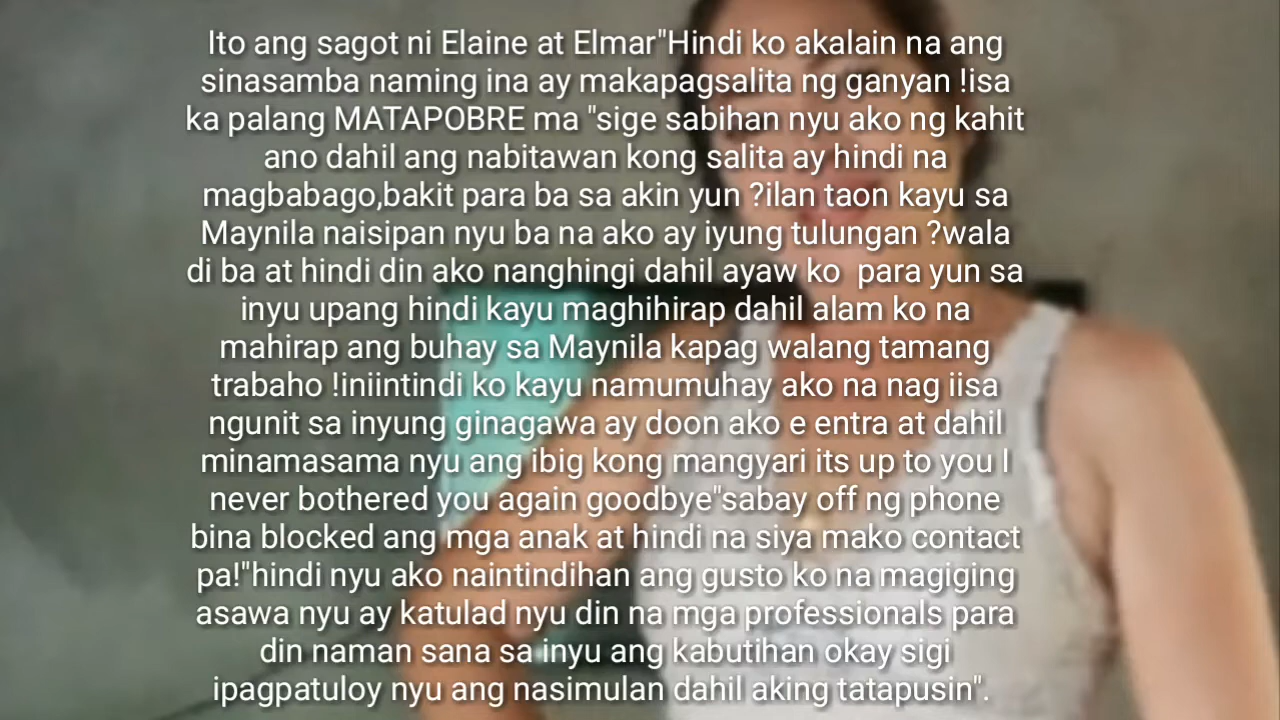 Ito ang sagot ni Elaine at Elmar"Hindi ko akalain na ang
sinasamba naming ina ay makapagsalita ng ganyan !isa
ka palang MATAPOBRE ma "sige sabihan nyu ako ng kahit
ano dahil ang nabitawan kong salita ay hindi na
magbabago,bakit para ba sa akin yun ?ilan taon kayu sa
Maynila naisipan nyu ba na ako ay iyung tulungan ?wala
di ba at hindi din ako nanghingi dahil ayaw ko  para yun sa
inyu upang hindi kayu maghihirap dahil alam ko na
mahirap ang buhay sa Maynila kapag walang tamang
trabaho !iniintindi ko kayu namumuhay ako na nag iisa
ngunit sa inyung ginagawa ay doon ako e entra at dahil
minamasama nyu ang ibig kong mangyari its up to you I
never bothered you again goodbye"sabay off ng phone
bina blocked ang mga anak at hindi na siya mako contact
pa!"hindi nyu ako naintindihan ang gusto ko na magiging
asawa nyu ay katulad nyu din na mga professionals para
din naman sana sa inyu ang kabutihan okay sigi
ipagpatuloy nyu ang nasimulan dahil aking tatapusin".